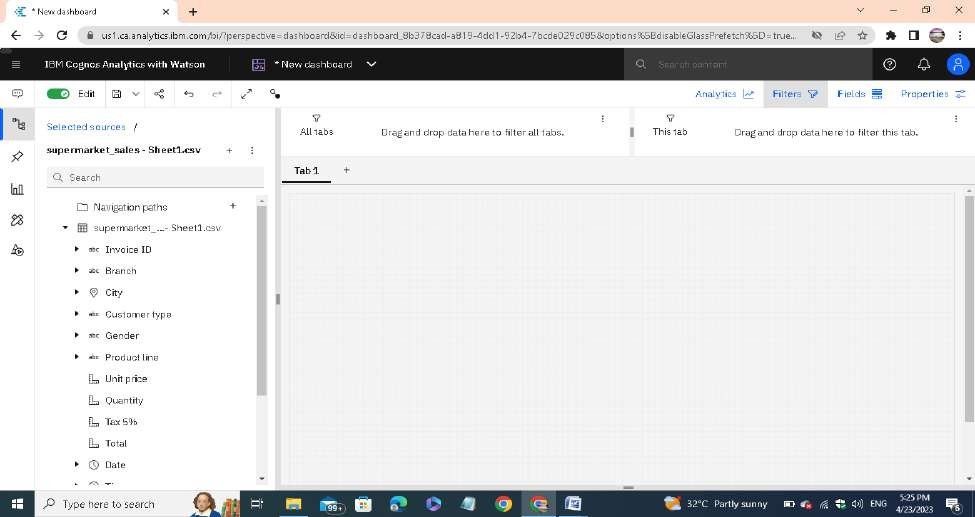 * New dashboard
us1.ca.analytics.ibm.com/bi/?perspective=dashboard&id=dashboard_8b378cad-a819-4dd1-92b4-7bcde029c085&options%5BdisableGlassPrefetch%5D=true...
IBM Cognos Analytics with Watson
* New dashboard
Search content
Edit
Analytics
Filters
Fields
Properties
Selected sources /
All tabs
Drag and drop data here to filter all tabs.
This tab
Drag and drop data here to filter this tab.
supermarket_sales - Sheet1.csv
Tab 1
Search
Navigation paths
supermarket_...- Sheet1.csv
abc Invoice ID
abc Branch
City
abc Customer type
abc Gender
abc Product line
Unit price
Quantity
Tax 5%
Total
Date
Type here to search
99+
32°C Partly sunny
ENG
5:25 PM
4/23/2023
6